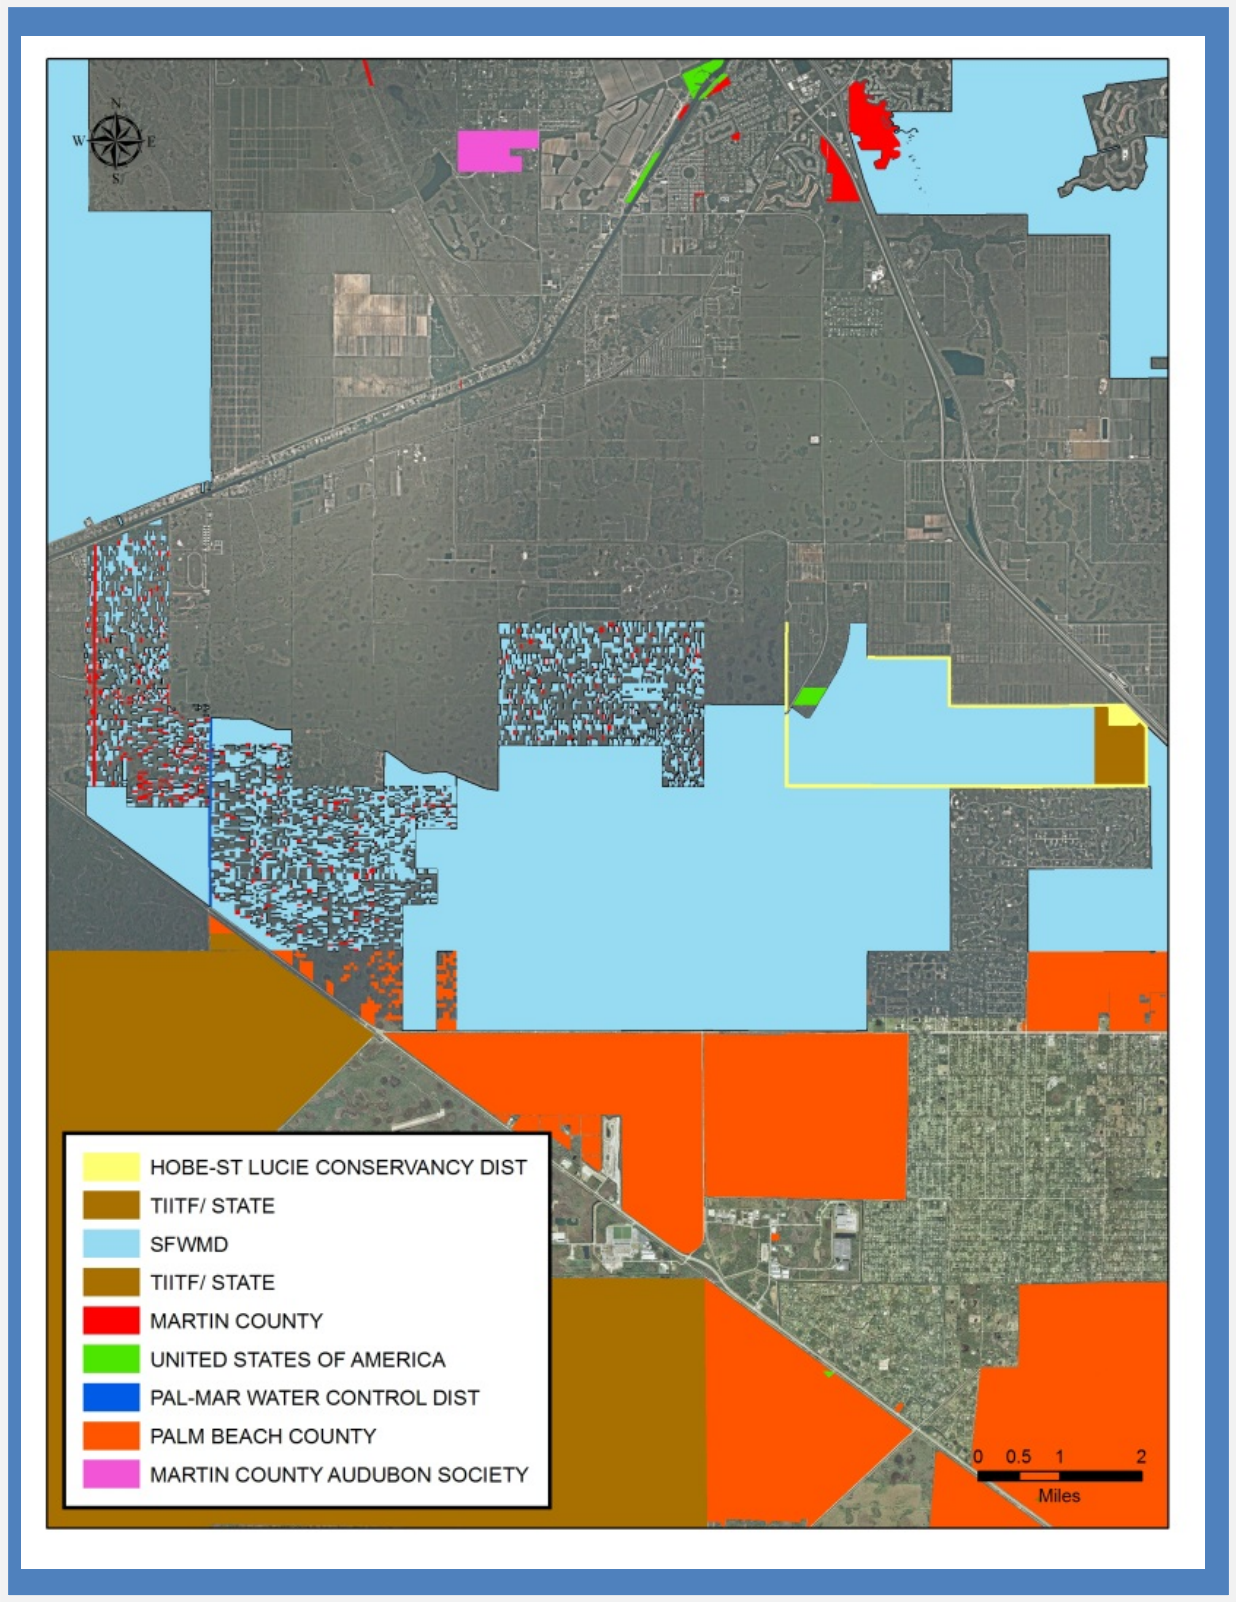 N
W E
S
HOBE-ST LUCIE CONSERVANCY DIST
TIITF/ STATE
SFWMD
TIITF/ STATE
MARTIN COUNTY
UNITED STATES OF AMERICA
PAL-MAR WATER CONTROL DIST
PALM BEACH COUNTY
MARTIN COUNTY AUDUBON SOCIETY
0 0.5 1 2
Miles